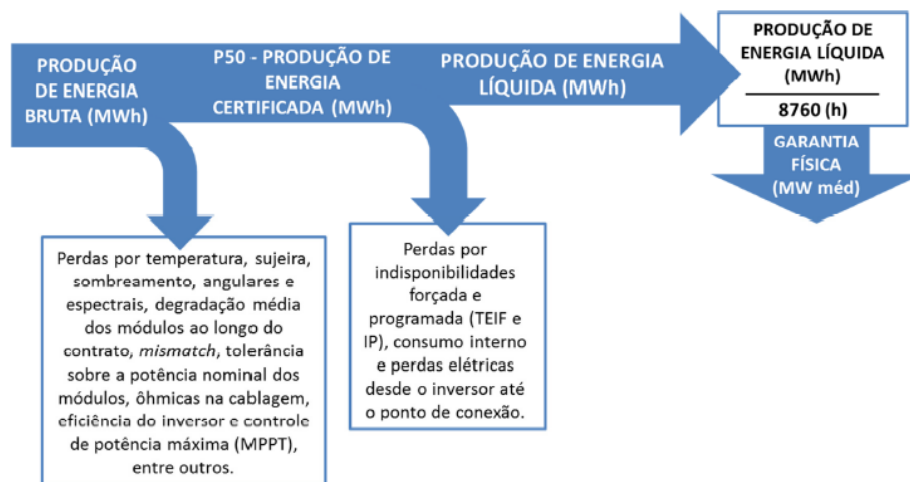 PRODUÇÃO
DE ENERGIA
BRUTA (MWh)
P50 - PRODUÇÃO DE
ENERGIA
CERTIFICADA (MWh)
PRODUÇÃO DE ENERGIA
LÍQUIDA (MWh)
PRODUÇÃO DE
ENERGIA LÍQUIDA
(MWh)
8760 (h)
GARANTIA
FÍSICA
(MW méd)
Perdas por temperatura, sujeira,
sombreamento, angulares e
espectrais, degradação média
dos módulos ao longo do
contrato, mismatch, tolerância
sobre a potência nominal dos
módulos, ôhmicas na cablagem,
eficiência do inversor e controle
de potência máxima (MPPT),
entre outros.
Perdas por
indisponibilidades
forçada e
programada (TEIF e
IP), consumo interno
e perdas elétricas
desde o inversor até
o ponto de conexão.